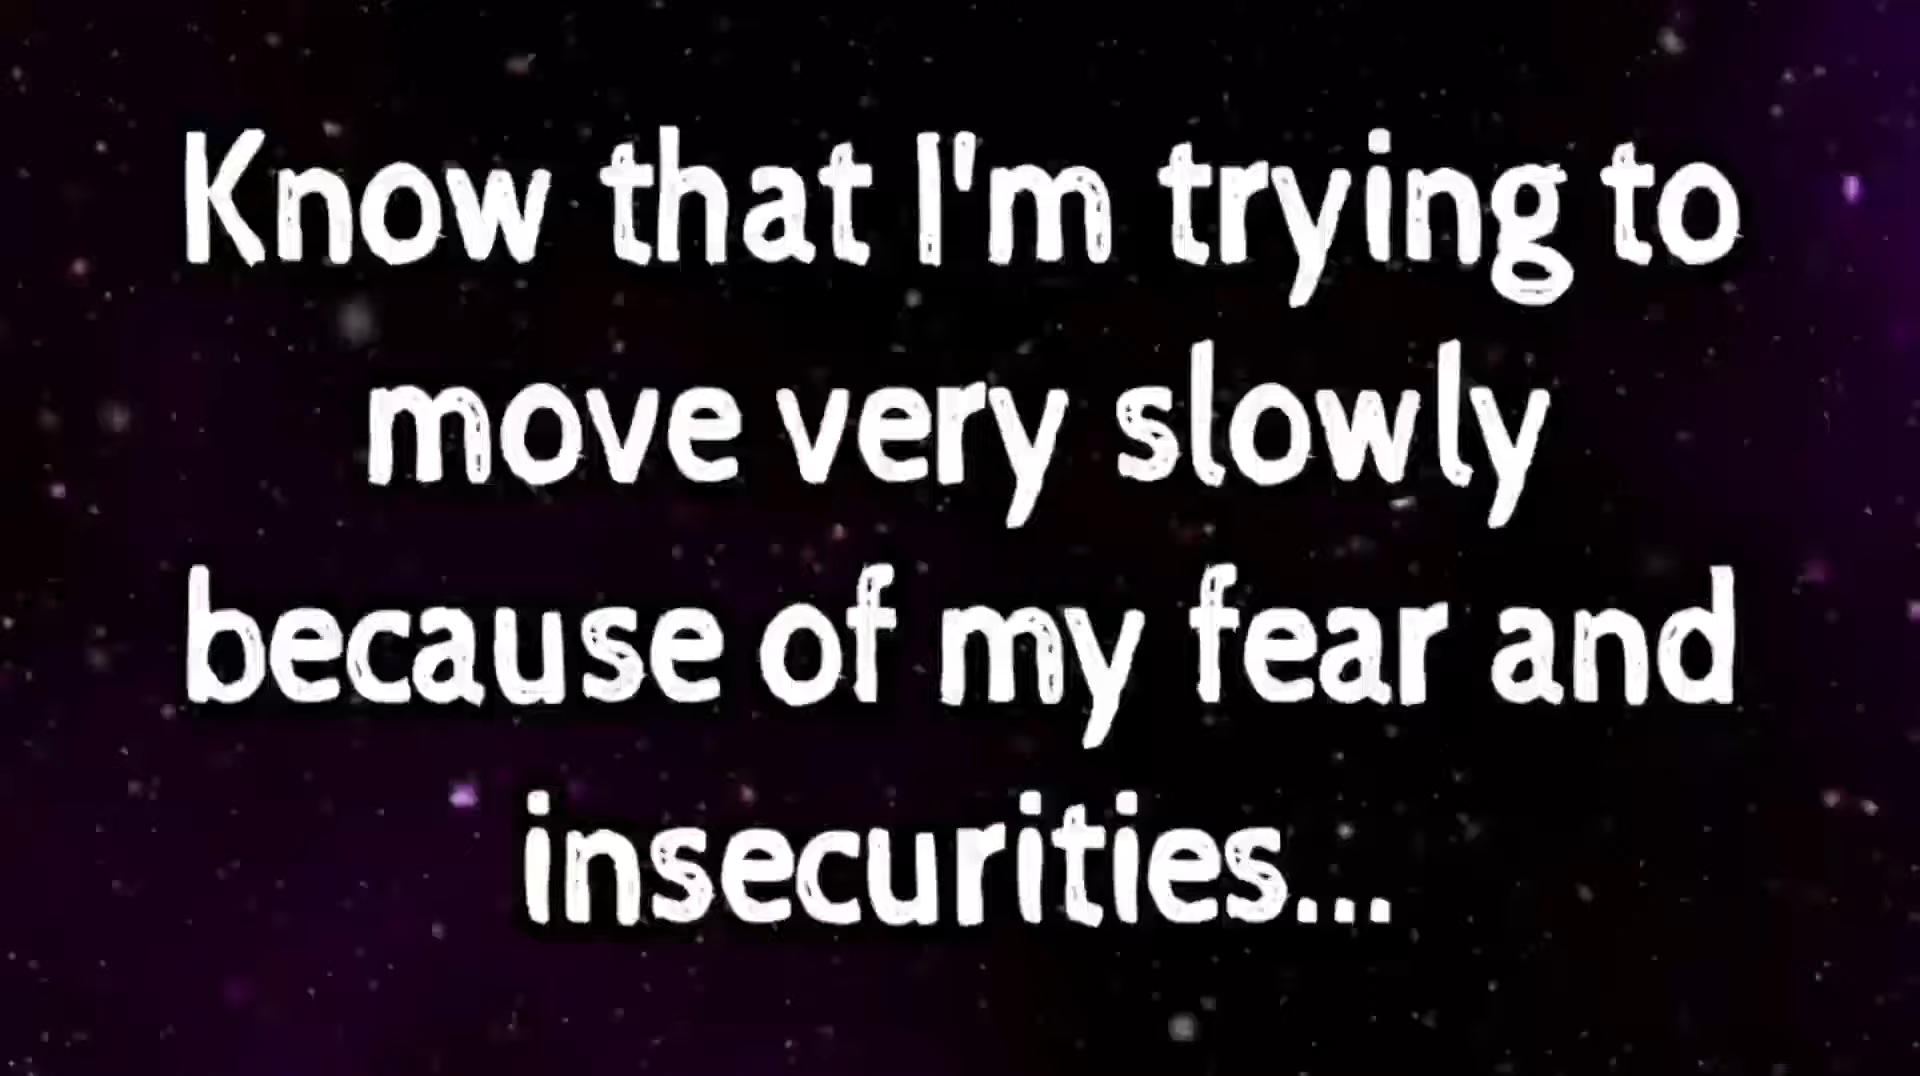 Know that I'm trying to
move very slowly
because of my fear and
insecurities...